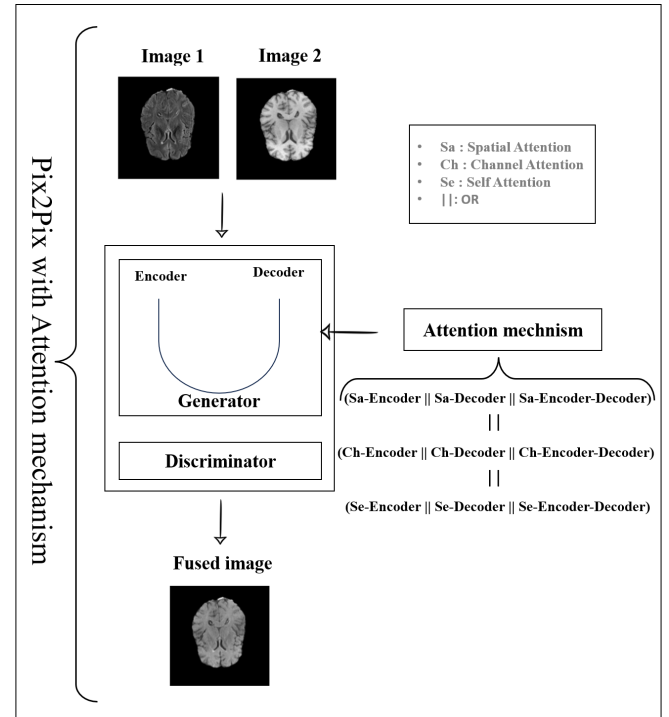 Pix2Pix with Attention mechanism
Image 1
Image 2
• Sa : Spatial Attention
• Ch : Channel Attention
• Se : Self Attention
• ||: OR
Encoder
Decoder
Generator
Discriminator
Attention mechnism
(Sa-Encoder || Sa-Decoder || Sa-Encoder-Decoder)
||
(Ch-Encoder || Ch-Decoder || Ch-Encoder-Decoder)
||
(Se-Encoder || Se-Decoder || Se-Encoder-Decoder)
Fused image